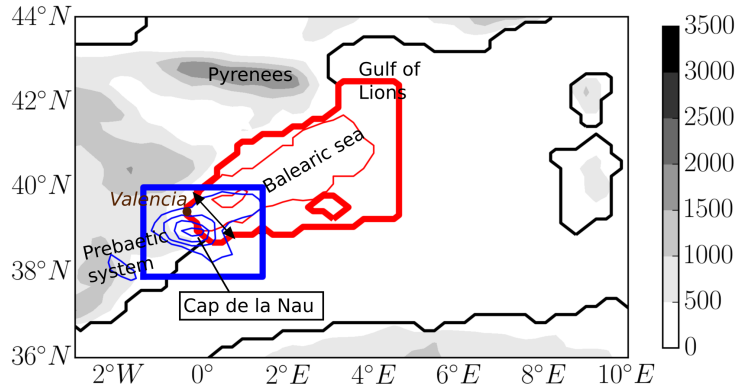 44°N
42°N
40°N
38°N
36°N
Pyrenees
Gulf of
Lions
Balearic sea
Valencia
Prebaetic
system
Cap de la Nau
2°W
0°
2°E
4°E
6°E
8°E
10°E
3500
3000
2500
2000
1500
1000
500
0